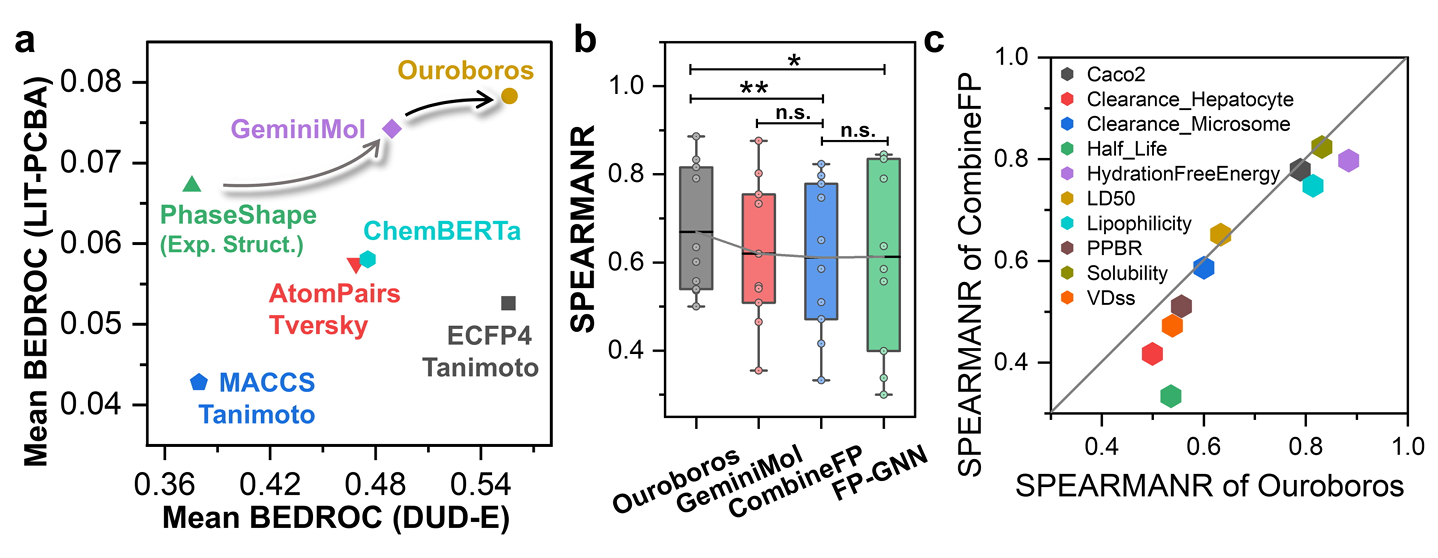 a
Mean BEDROC (LIT-PCBA)
0.08
0.07
0.06
0.05
0.04
Ouroboros
GeminiMol
PhaseShape
(Exp. Struct.)
ChemBERTa
AtomPairs
Tversky
ECFP4
Tanimoto
MACCS
Tanimoto
0.36 0.42 0.48 0.54
Mean BEDROC (DUD-E)
b
SPEARMANR
1.0
0.8
0.6
0.4
*
**
n.s.
n.s.
Ouroboros
GeminiMol
CombineFP
FP-GNN
c
SPEARMANR of CombineFP
1.0
0.8
0.6
0.4
Caco2
Clearance_Hepatocyte
Clearance_Microsome
Half_Life
HydrationFreeEnergy
LD50
Lipophilicity
PPBR
Solubility
VDss
0.4 0.6 0.8 1.0
SPEARMANR of Ouroboros